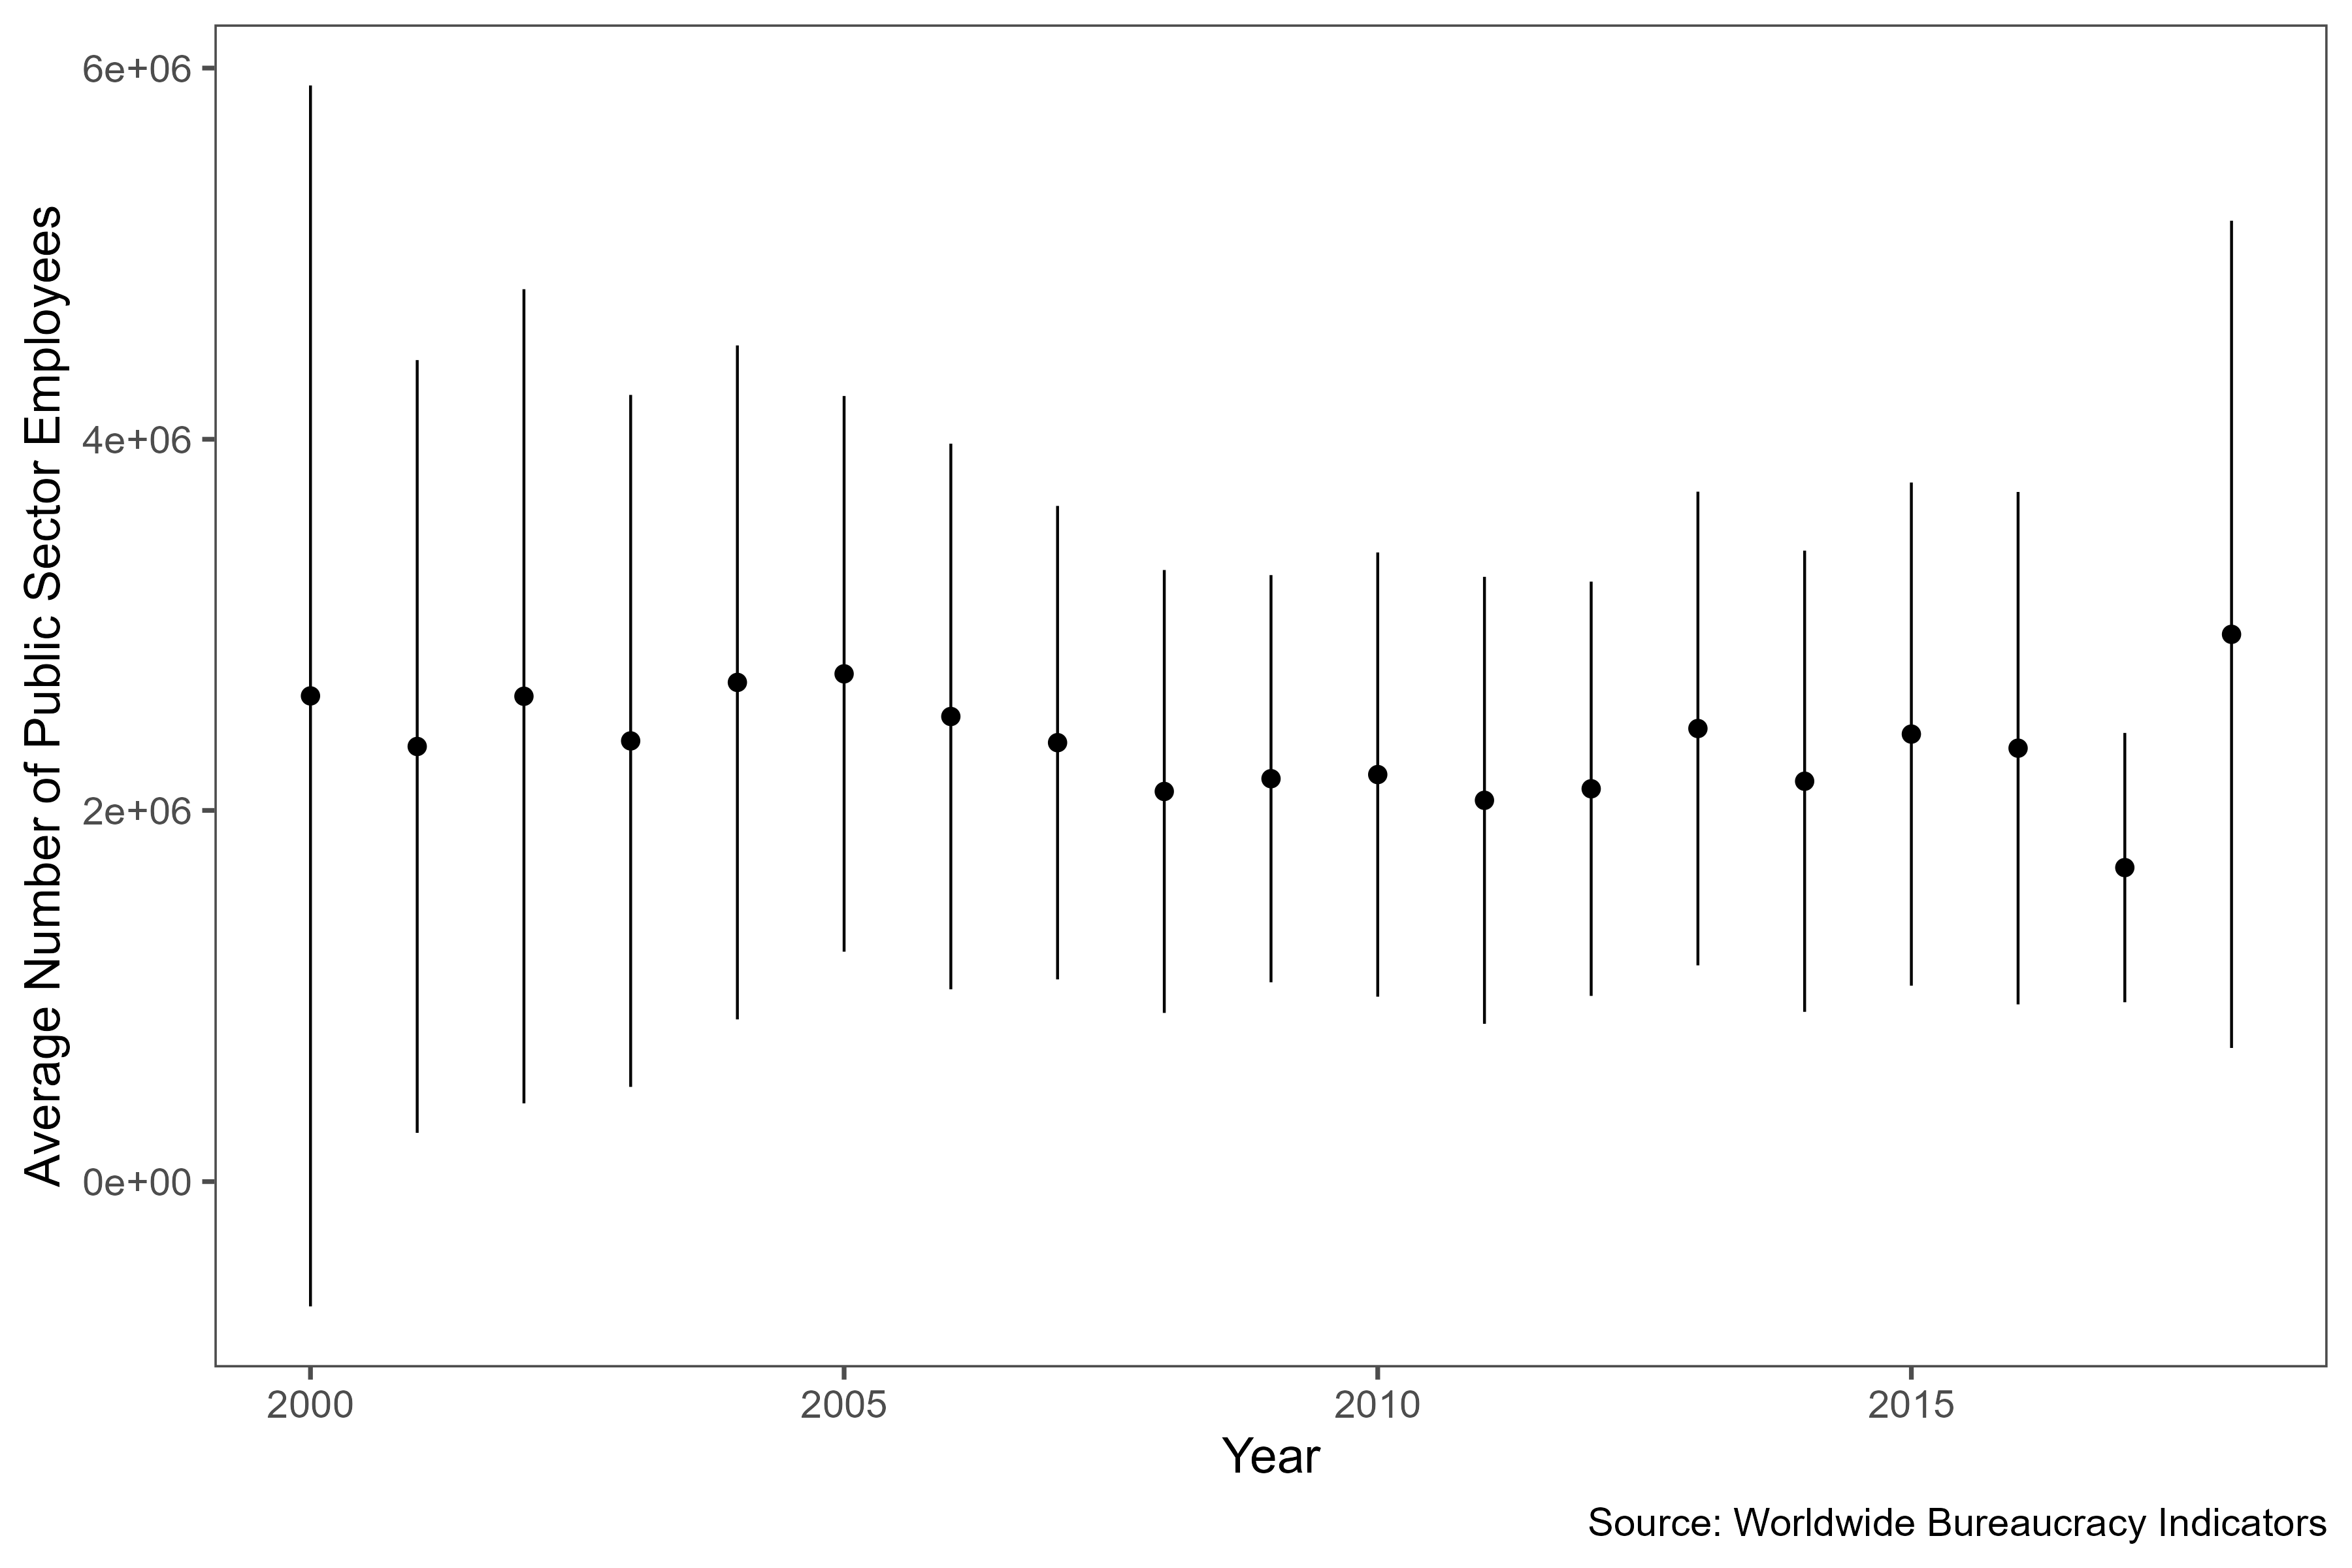 6e+06
4e+06
2e+06
0e+00
Average Number of Public Sector Employees
2000 2005 2010 2015
Year
Source: Worldwide Bureaucracy Indicators